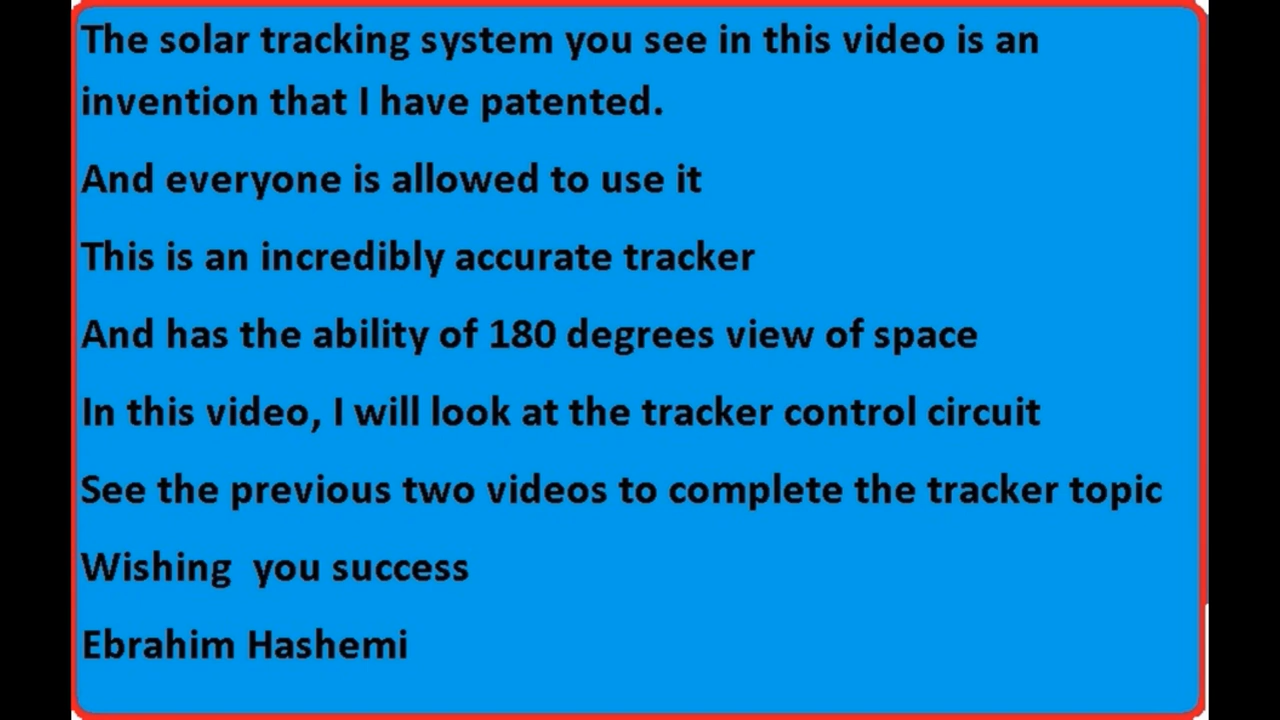 The solar tracking system you see in this video is an
invention that I have patented.
And everyone is allowed to use it
This is an incredibly accurate tracker
And has the ability of 180 degrees view of space
In this video, I will look at the tracker control circuit
See the previous two videos to complete the tracker topic
Wishing  you success
Ebrahim Hashemi